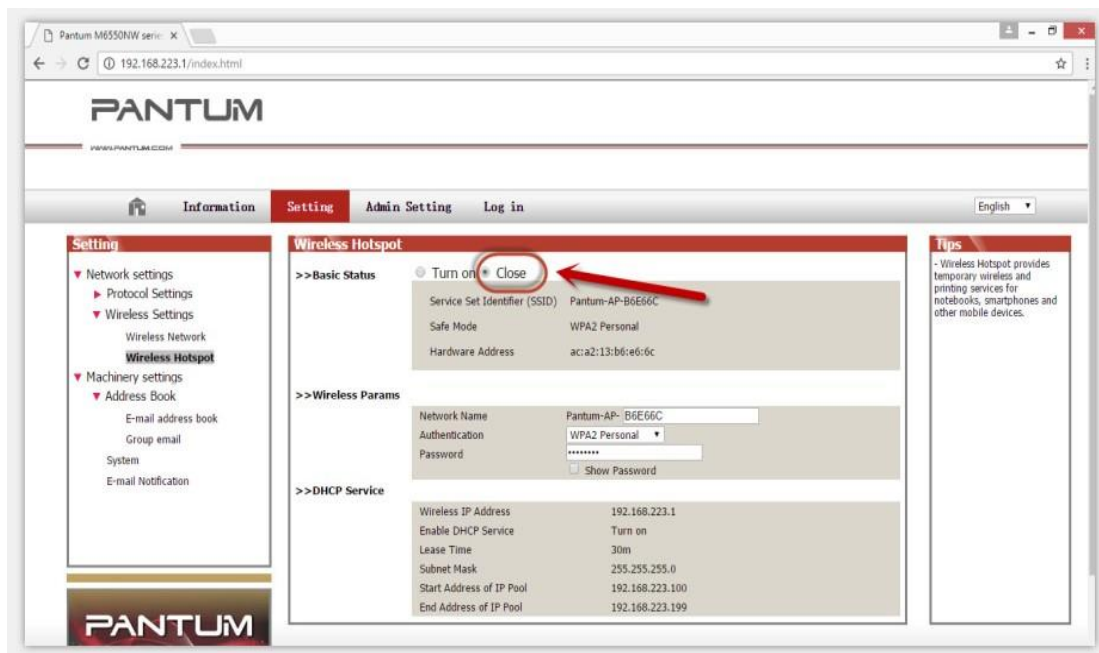 Pantum M6550NW serie
192.168.223.1/index.html
PANTUM
WWW.PANTUM.COM
Information Setting Admin Setting Log in English
Setting
Network settings
Protocol Settings
Wireless Settings
Wireless Network
Wireless Hotspot
Machinery settings
Address Book
E-mail address book
Group email
System
E-mail Notification
PANTUM
Wireless Hotspot
>>Basic Status Turn on Close
Service Set Identifier (SSID) Pantum-AP-B6E66C
Safe Mode WPA2 Personal
Hardware Address ac:a2:13:b6:e6:6c
>>Wireless Params
Network Name Pantum-AP- B6E66C
Authentication WPA2 Personal
Password ••••••••
Show Password
>>DHCP Service
Wireless IP Address 192.168.223.1
Enable DHCP Service Turn on
Lease Time 30m
Subnet Mask 255.255.255.0
Start Address of IP Pool 192.168.223.100
End Address of IP Pool 192.168.223.199
Tips
- Wireless Hotspot provides
temporary wireless and
printing services for
notebooks, smartphones and
other mobile devices.